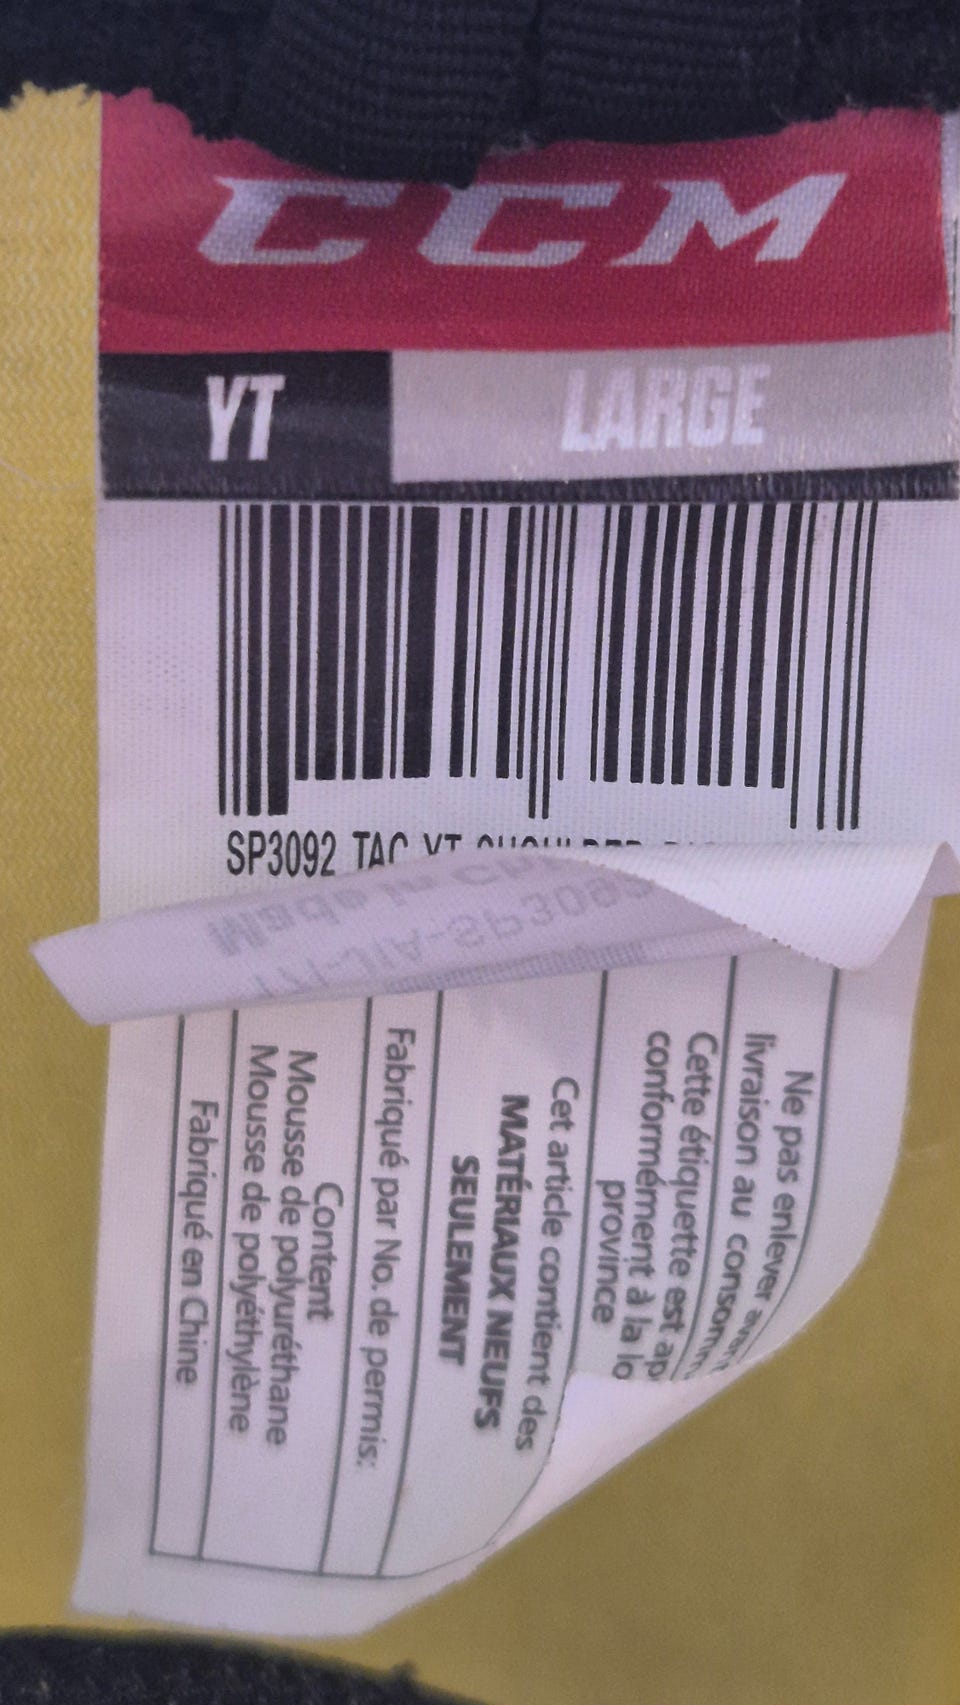 CCM
YT LARGE
SP3092 TAC YT
Ne pas enlever avant
livraison au consomm
Cette étiquette est ap
conformément à la lo
province
Cet article contient des
MATÉRIAUX NEUFS
SEULEMENT
Fabriqué par No. de permis:
Content
Mousse de polyuréthane
Mousse de polyéthylène
Fabriqué en Chine